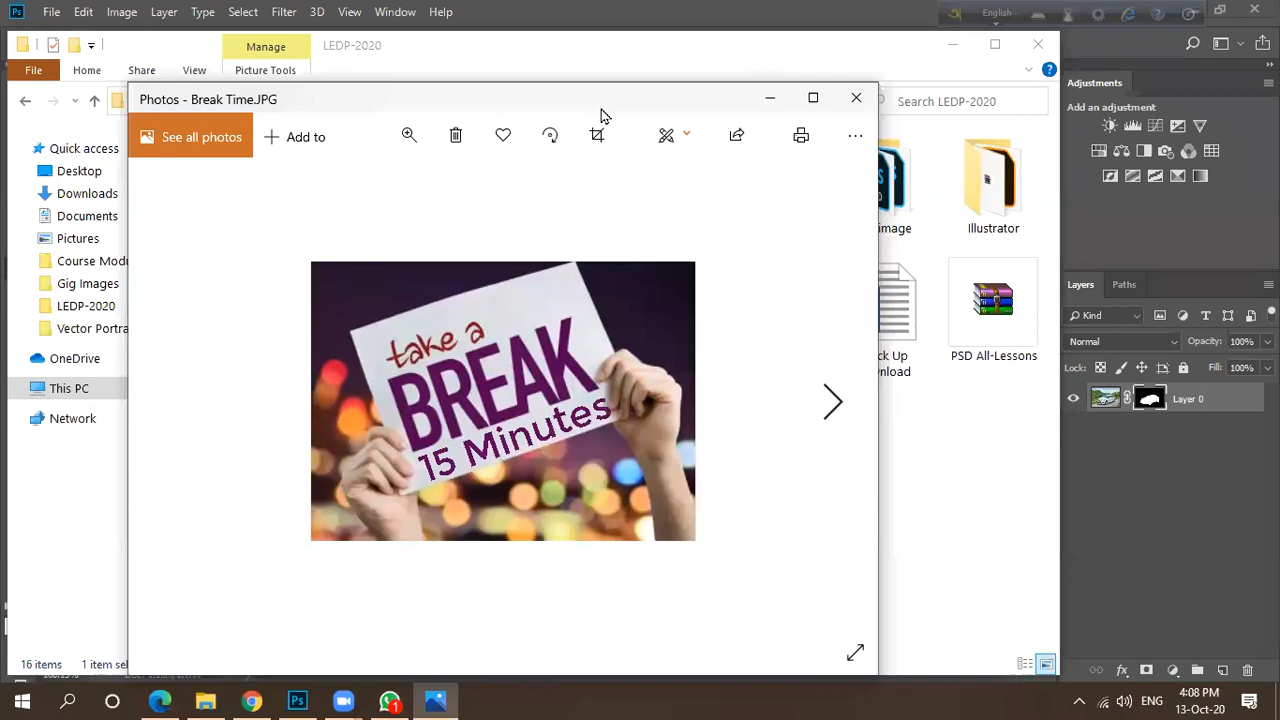 Ps File Edit Image Layer Type Select Filter 3D View Window Help English
Manage LEDP-2020
File Home Share View Picture Tools
Search LEDP-2020
Photos - Break Time.JPG
See all photos Add to
Quick access
Desktop
Downloads
Documents
Pictures
Course Modu
Gig Images
LEDP-2020
Vector Portra
OneDrive
This PC
Network
take a
BREAK
15 Minutes
image Illustrator
ck Up
nload
PSD All-Lessons
Adjustments
Add an adjustment
Layers Paths
Kind
Normal Opacity: 100%
Lock: Fill: 100%
Layer 0
16 items 1 item sel
Ps 1 ENG 4:08 PM
13-Oct-20